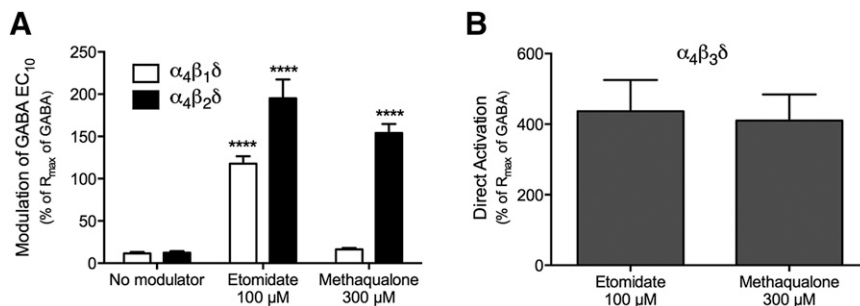 A
Modulation of GABA EC₁₀
(% of Rₘₐₓ of GABA)
250
200
150
100
50
0
α₄β₁δ
α₄β₂δ
****
****
****
No modulator
Etomidate
100 µM
Methaqualone
300 µM
B
Direct Activation
(% of Rₘₐₓ of GABA)
600
400
200
0
α₄β₃δ
Etomidate
100 µM
Methaqualone
300 µM